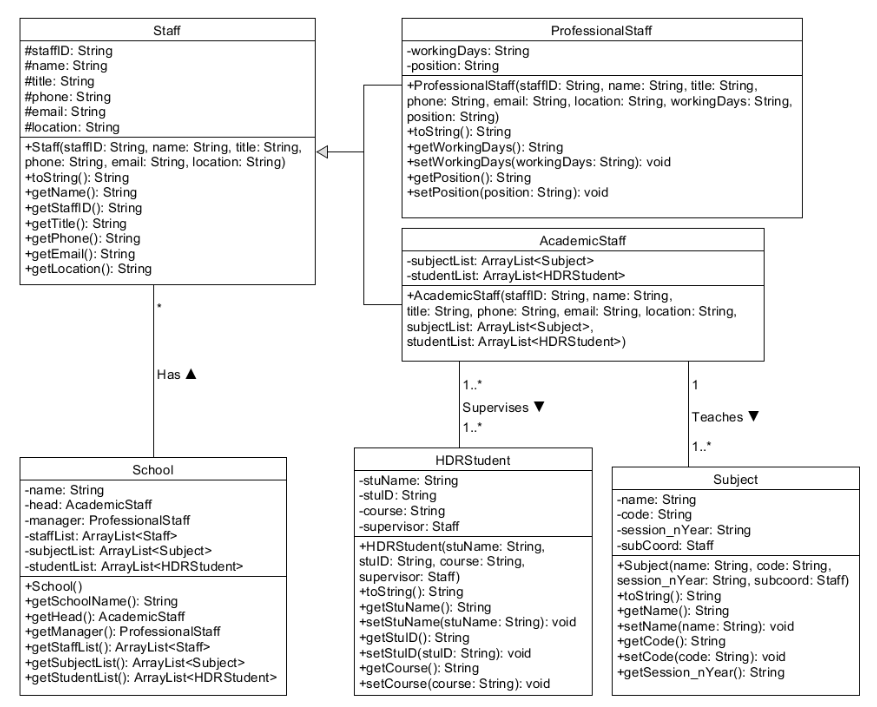 Staff
#staffID: String
#name: String
#title: String
#phone: String
#email: String
#location: String
+Staff(staffID: String, name: String, title: String,
phone: String, email: String, location: String)
+toString(): String
+getName(): String
+getStaffID(): String
+getTitle(): String
+getPhone(): String
+getEmail(): String
+getLocation(): String
ProfessionalStaff
-workingDays: String
-position: String
+ProfessionalStaff(staffID: String, name: String, title: String,
phone: String, email: String, location: String, workingDays: String,
position: String)
+toString(): String
+getWorkingDays(): String
+setWorkingDays(workingDays: String): void
+getPosition(): String
+setPosition(position: String): void
AcademicStaff
-subjectList: ArrayList<Subject>
-studentList: ArrayList<HDRStudent>
+AcademicStaff(staffID: String, name: String,
title: String, phone: String, email: String, location: String,
subjectList: ArrayList<Subject>,
studentList: ArrayList<HDRStudent>)
*
Has ▲
1..*
Supervises ▼
1..*
1
Teaches ▼
1..*
School
-name: String
-head: AcademicStaff
-manager: ProfessionalStaff
-staffList: ArrayList<Staff>
-subjectList: ArrayList<Subject>
-studentList: ArrayList<HDRStudent>
+School()
+getSchoolName(): String
+getHead(): AcademicStaff
+getManager(): ProfessionalStaff
+getStaffList(): ArrayList<Staff>
+getSubjectList(): ArrayList<Subject>
+getStudentList(): ArrayList<HDRStudent>
HDRStudent
-stuName: String
-stuID: String
-course: String
-supervisor: Staff
+HDRStudent(stuName: String,
stuID: String, course: String,
supervisor: Staff)
+toString(): String
+getStuName(): String
+setStuName(stuName: String): void
+getStuID(): String
+setStuID(stuID: String): void
+getCourse(): String
+setCourse(course: String): void
Subject
-name: String
-code: String
-session_nYear: String
-subCoord: Staff
+Subject(name: String, code: String,
session_nYear: String, subcoord: Staff)
+toString(): String
+getName(): String
+setName(name: String): void
+getCode(): String
+setCode(code: String): void
+getSession_nYear(): String